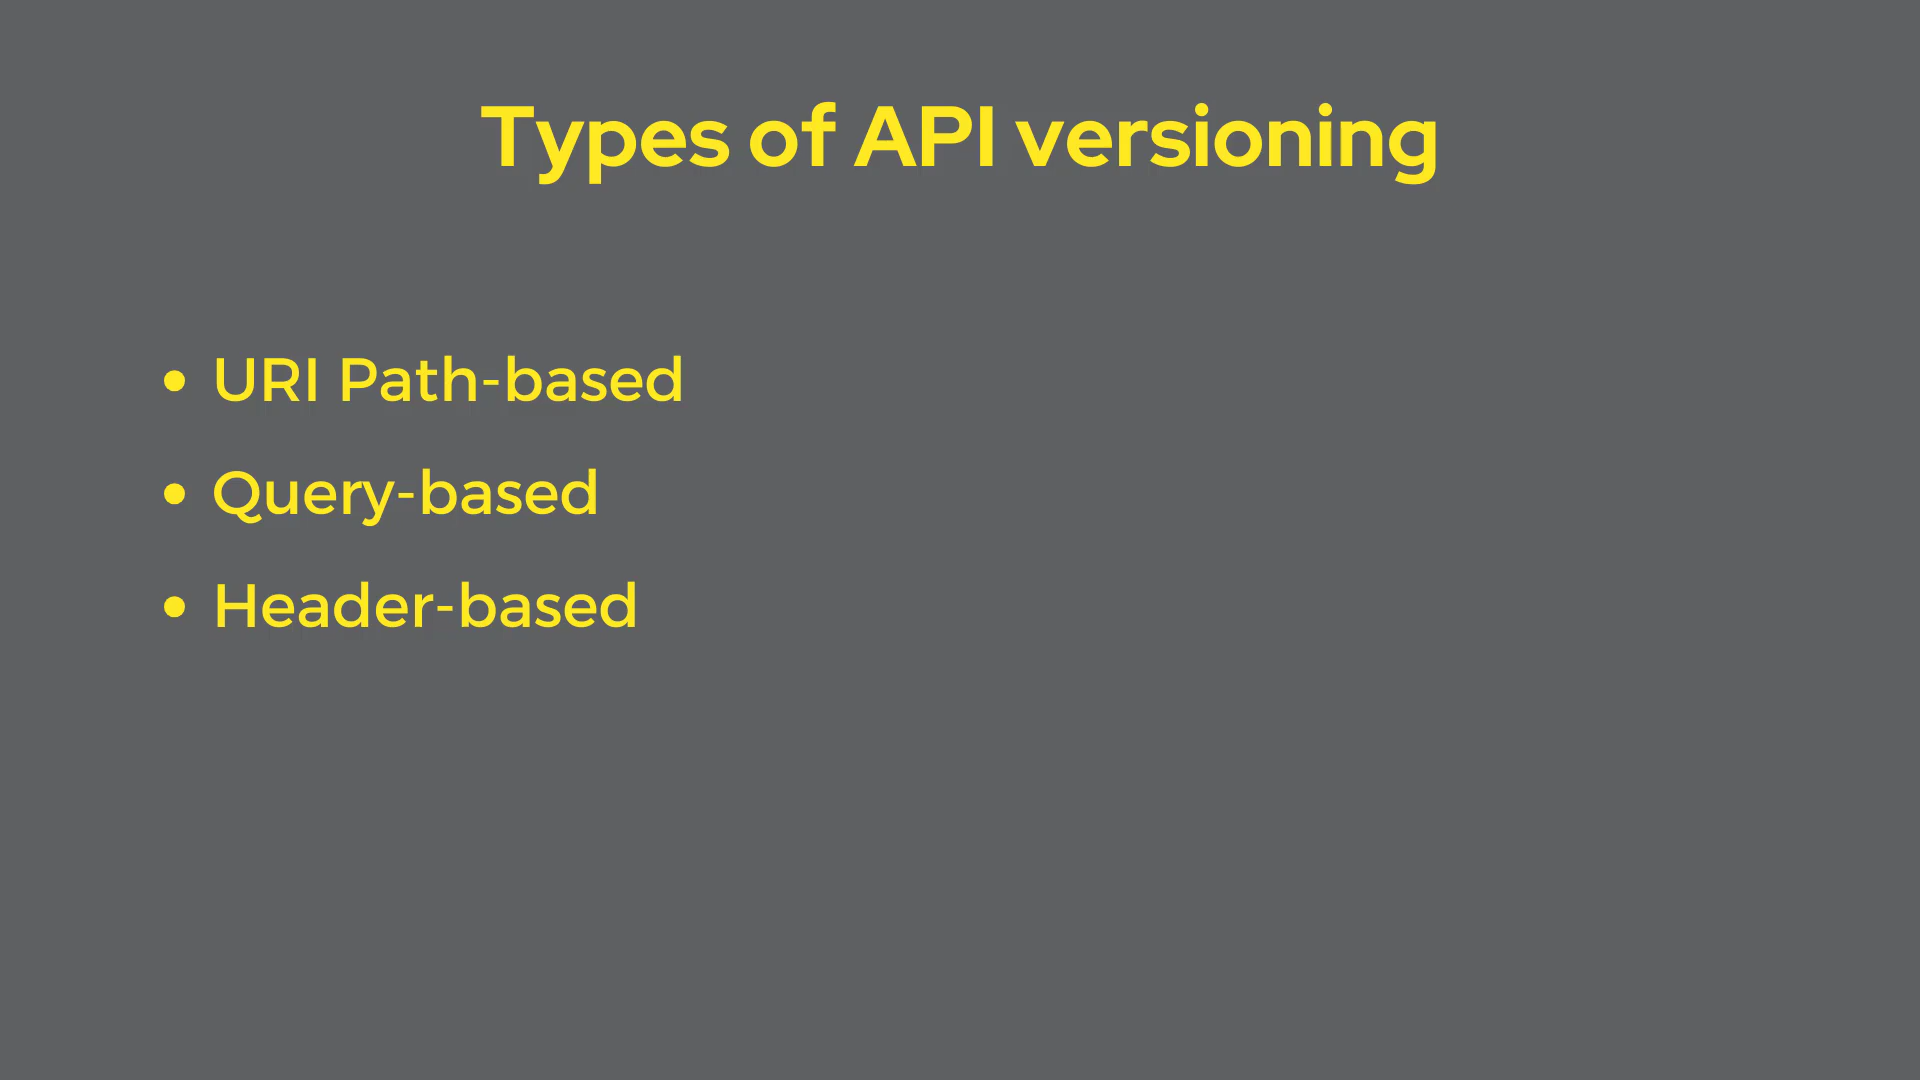 Types of API versioning
• URI Path-based
• Query-based
• Header-based